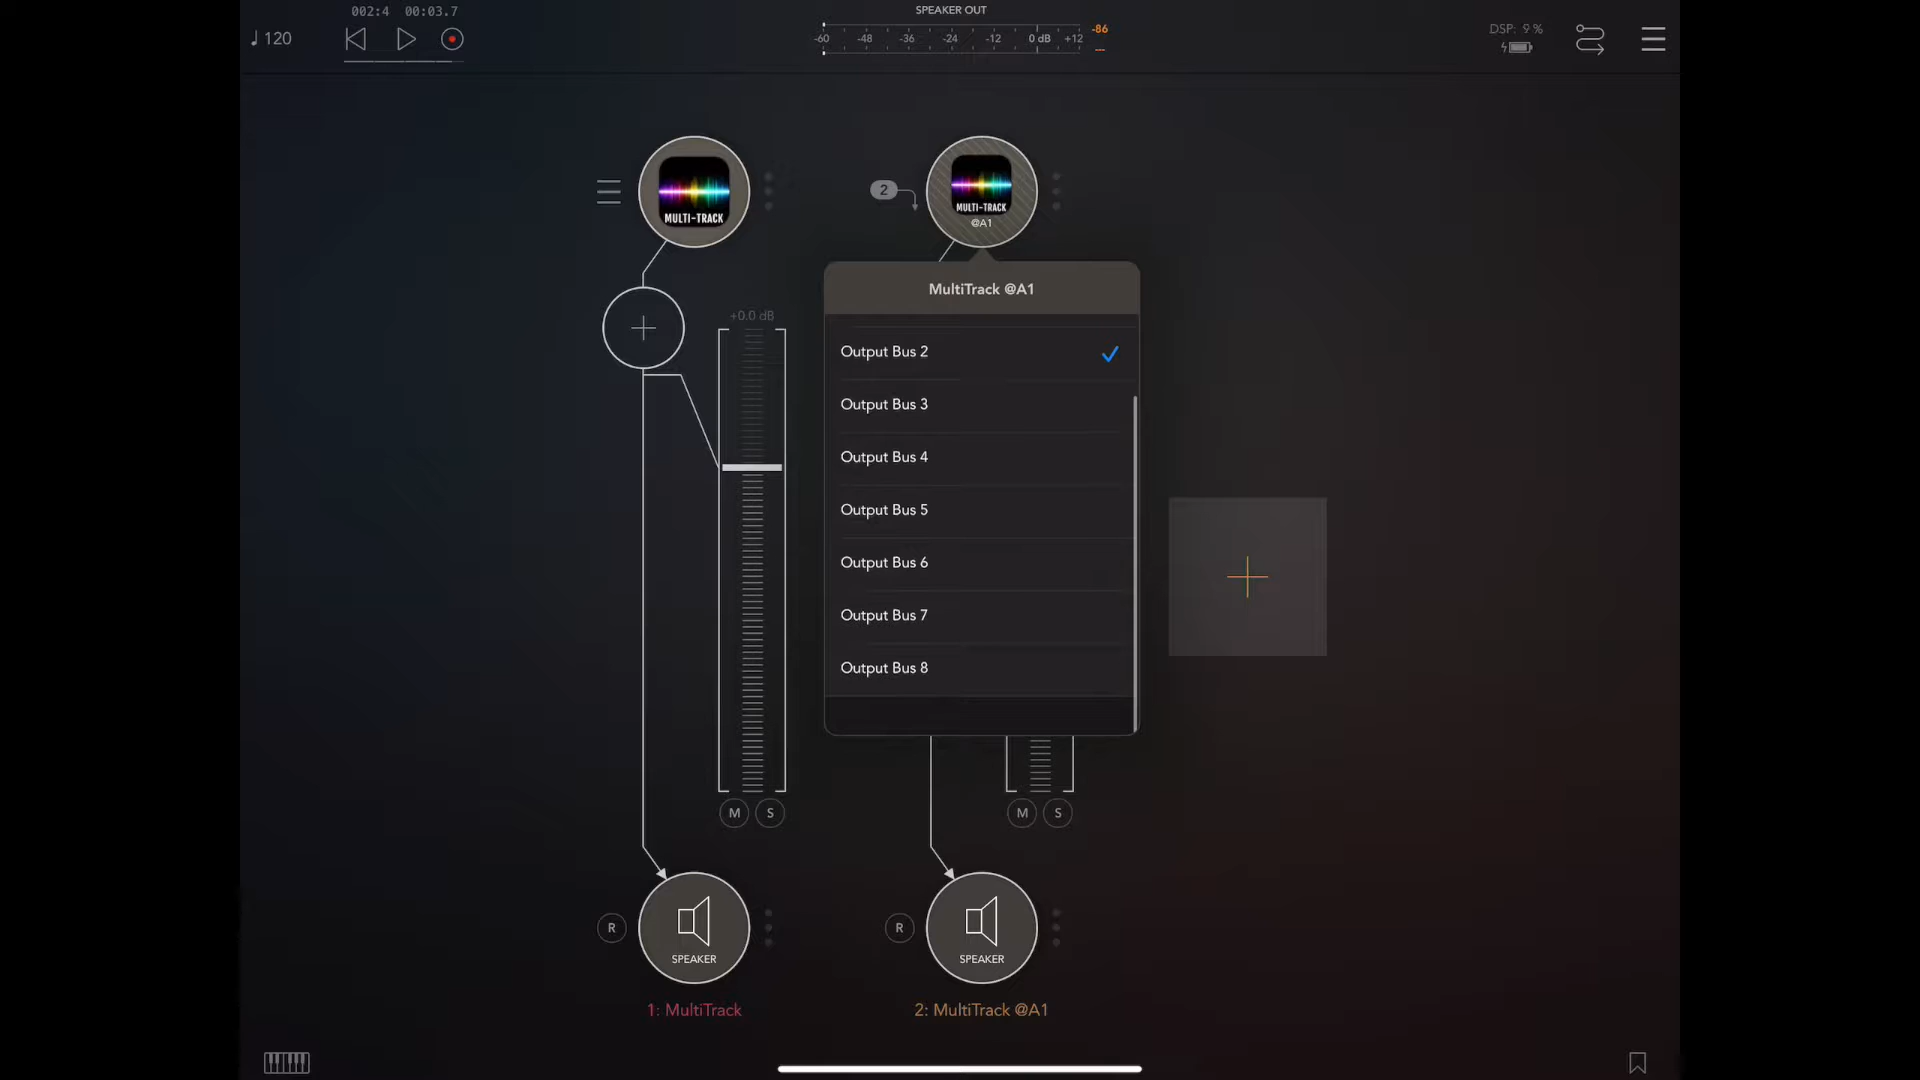 002:4 00:03.7
♩120
SPEAKER OUT
-60 -48 -36 -24 -12 0 dB +12
-86
DSP: 9 %
MULTI-TRACK
2
MULTI-TRACK
@A1
MultiTrack @A1
+0.0 dB
Output Bus 2
Output Bus 3
Output Bus 4
Output Bus 5
Output Bus 6
Output Bus 7
Output Bus 8
M S
M S
R
SPEAKER
R
SPEAKER
1: MultiTrack
2: MultiTrack @A1